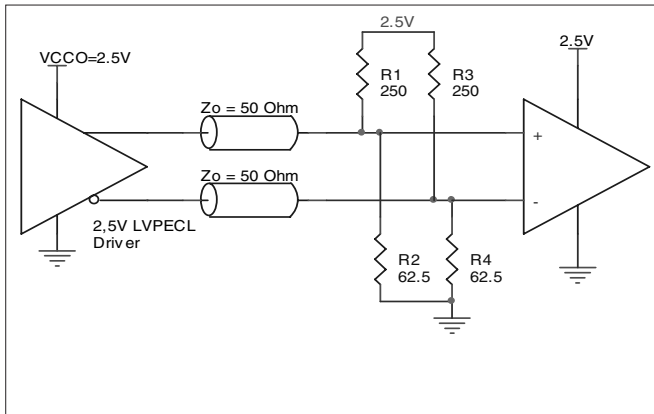 2.5V
VCCO=2.5V
2.5V
R1
250
R3
250
Zo = 50 Ohm
+
Zo = 50 Ohm
-
2,5V LVPECL
Driver
R2
62.5
R4
62.5